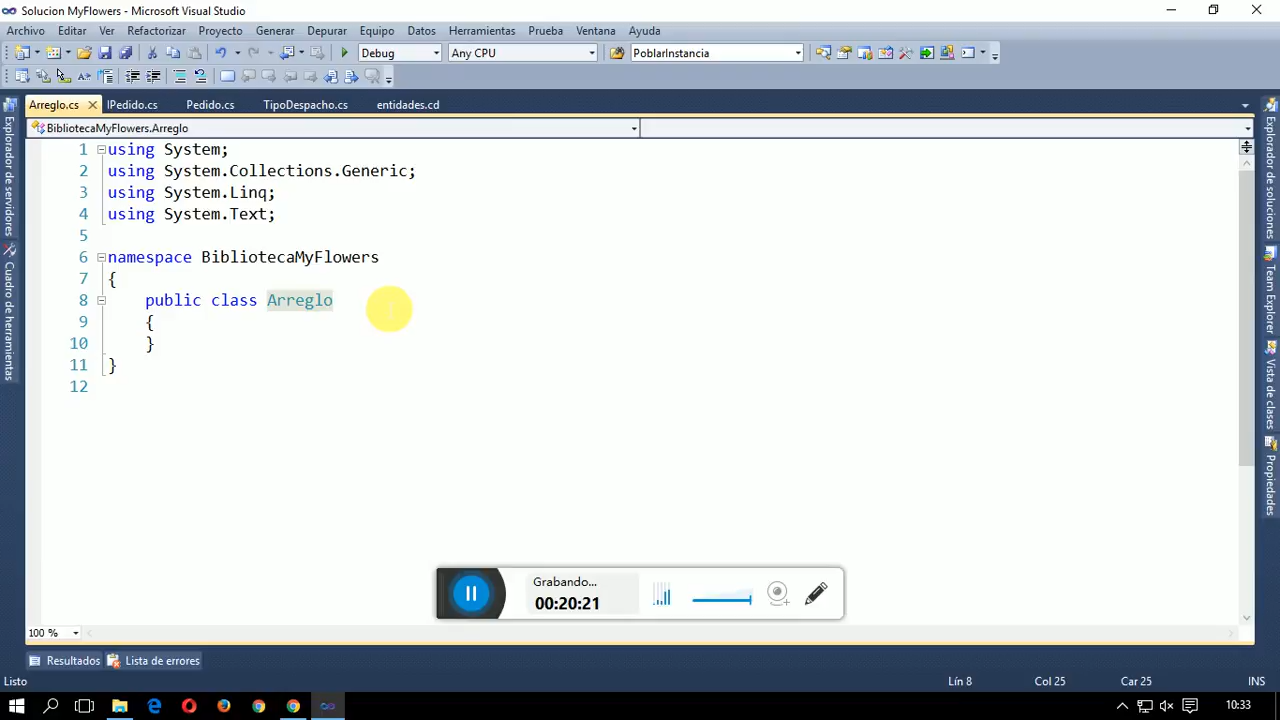 Solucion MyFlowers - Microsoft Visual Studio
Archivo Editar Ver Refactorizar Proyecto Generar Depurar Equipo Datos Herramientas Arquitectura Prueba Ventana Ayuda
Debug Any CPU PoblarInstancia
Arreglo.cs IPedido.cs Pedido.cs TipoDespacho.cs entidades.cd
BibliotecaMyFlowers.Arreglo
1 using System;
2 using System.Collections.Generic;
3 using System.Linq;
4 using System.Text;
5
6 namespace BibliotecaMyFlowers
7 {
8 public class Arreglo
9 {
10 }
11 }
12
Explorador de servidores
Cuadro de herramientas
Explorador de soluciones
Team Explorer
Vista de clases
Propiedades
Grabando...
00:20:21
100 %
Resultados Lista de errores
Listo Lín 8 Col 25 Car 25 INS
10:33